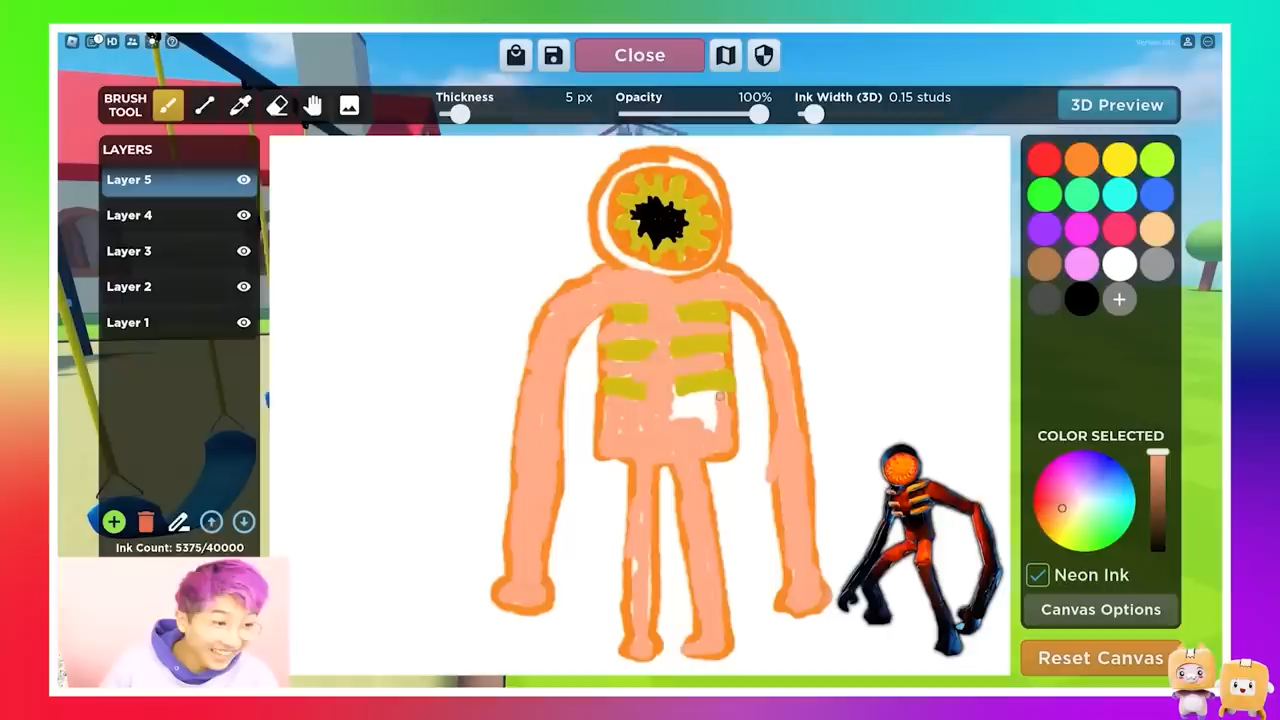 HD
Close
BRUSH
TOOL
Thickness
5 px
Opacity
100%
Ink Width (3D)
0.15 studs
3D Preview
LAYERS
Layer 5
Layer 4
Layer 3
Layer 2
Layer 1
Ink Count: 5375/40000
COLOR SELECTED
Neon Ink
Canvas Options
Reset Canvas